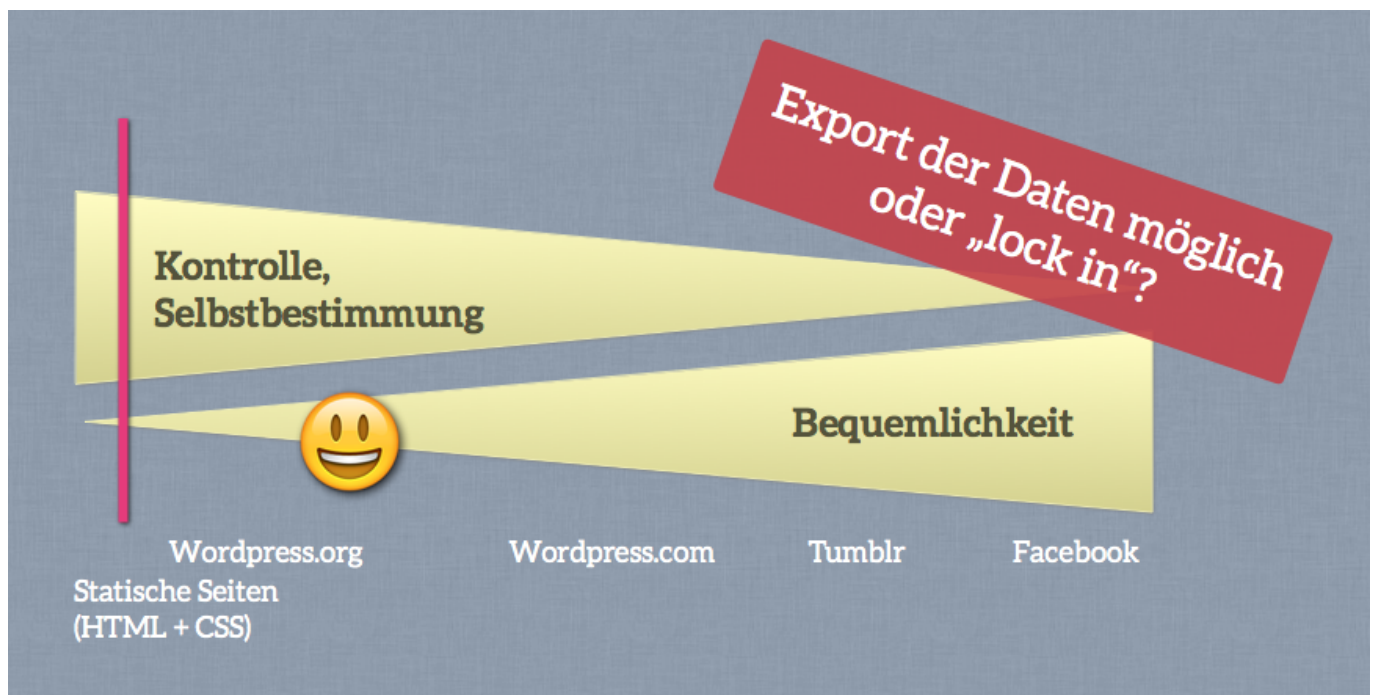 Export der Daten möglich
oder „lock in“?
Kontrolle,
Selbstbestimmung
Bequemlichkeit
Wordpress.org
Wordpress.com
Tumblr
Facebook
Statische Seiten
(HTML + CSS)